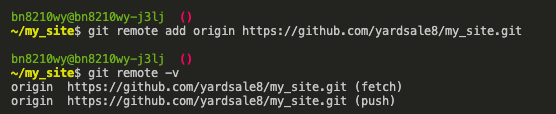 bn8210wy@bn8210wy-j3lj ()
~/my_site$ git remote add origin https://github.com/yardsale8/my_site.git
bn8210wy@bn8210wy-j3lj ()
~/my_site$ git remote -v
origin  https://github.com/yardsale8/my_site.git (fetch)
origin  https://github.com/yardsale8/my_site.git (push)